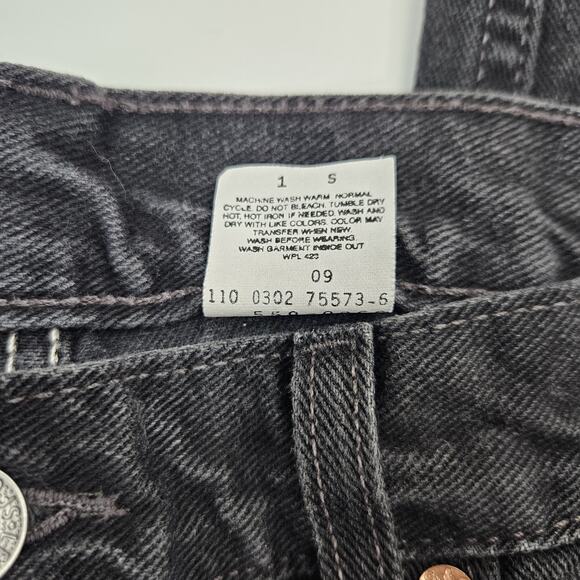 1 S
MACHINE WASH WARM NORMAL
CYCLE. DO NOT BLEACH. TUMBLE DRY
HOT, HOT IRON IF NEEDED. WASH AND
DRY WITH LIKE COLORS. COLOR MAY
TRANSFER WHEN NEW.
WASH BEFORE WEARING.
WASH GARMENT INSIDE OUT
WPL 423
09
110 0302 75573-6